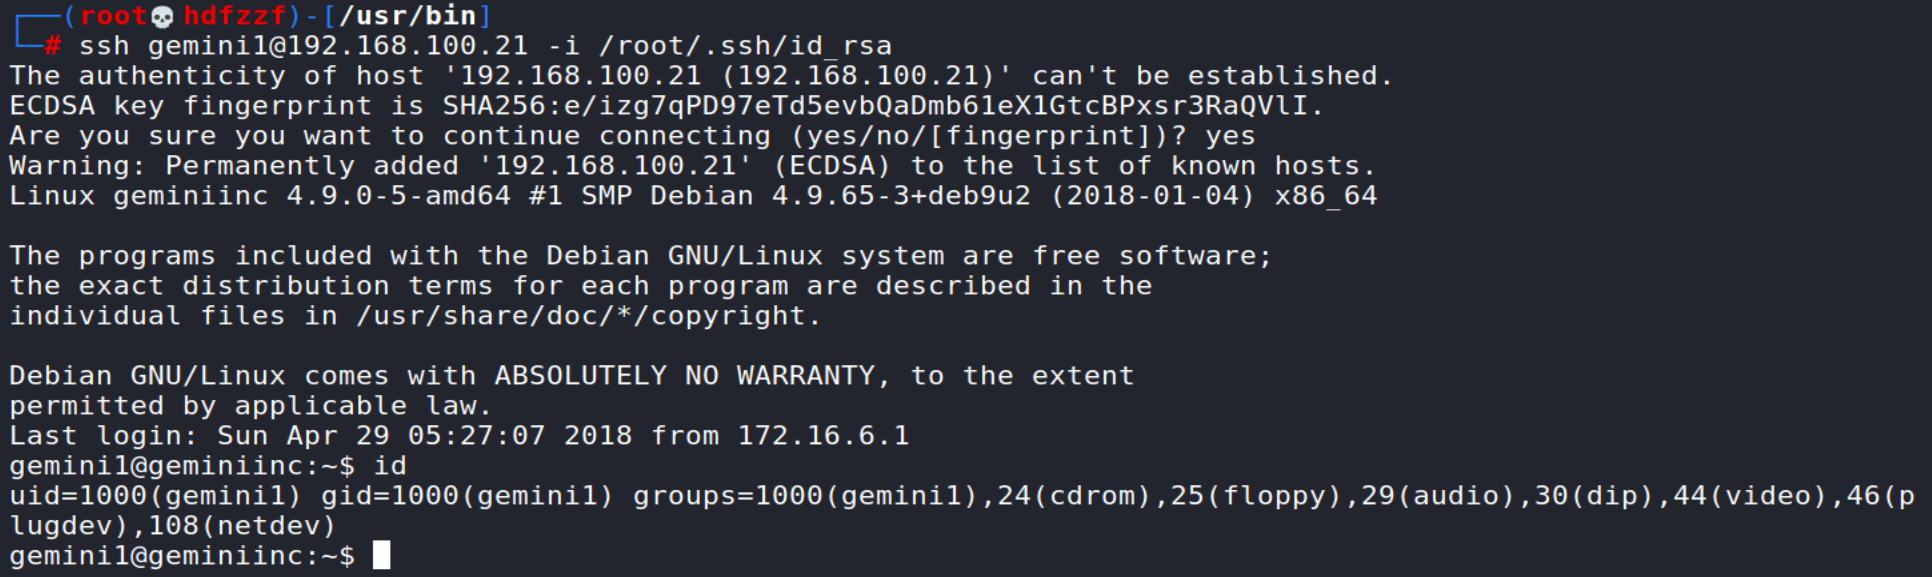 ┌──(root💀hdfzzf)-[/usr/bin]
└─# ssh gemini1@192.168.100.21 -i /root/.ssh/id_rsa
The authenticity of host '192.168.100.21 (192.168.100.21)' can't be established.
ECDSA key fingerprint is SHA256:e/izg7qPD97eTd5evbQaDmb61eX1GtcBPxsr3RaQVlI.
Are you sure you want to continue connecting (yes/no/[fingerprint])? yes
Warning: Permanently added '192.168.100.21' (ECDSA) to the list of known hosts.
Linux geminiinc 4.9.0-5-amd64 #1 SMP Debian 4.9.65-3+deb9u2 (2018-01-04) x86_64
The programs included with the Debian GNU/Linux system are free software;
the exact distribution terms for each program are described in the
individual files in /usr/share/doc/*/copyright.
Debian GNU/Linux comes with ABSOLUTELY NO WARRANTY, to the extent
permitted by applicable law.
Last login: Sun Apr 29 05:27:07 2018 from 172.16.6.1
gemini1@geminiinc:~$ id
uid=1000(gemini1) gid=1000(gemini1) groups=1000(gemini1),24(cdrom),25(floppy),29(audio),30(dip),44(video),46(p
lugdev),108(netdev)
gemini1@geminiinc:~$